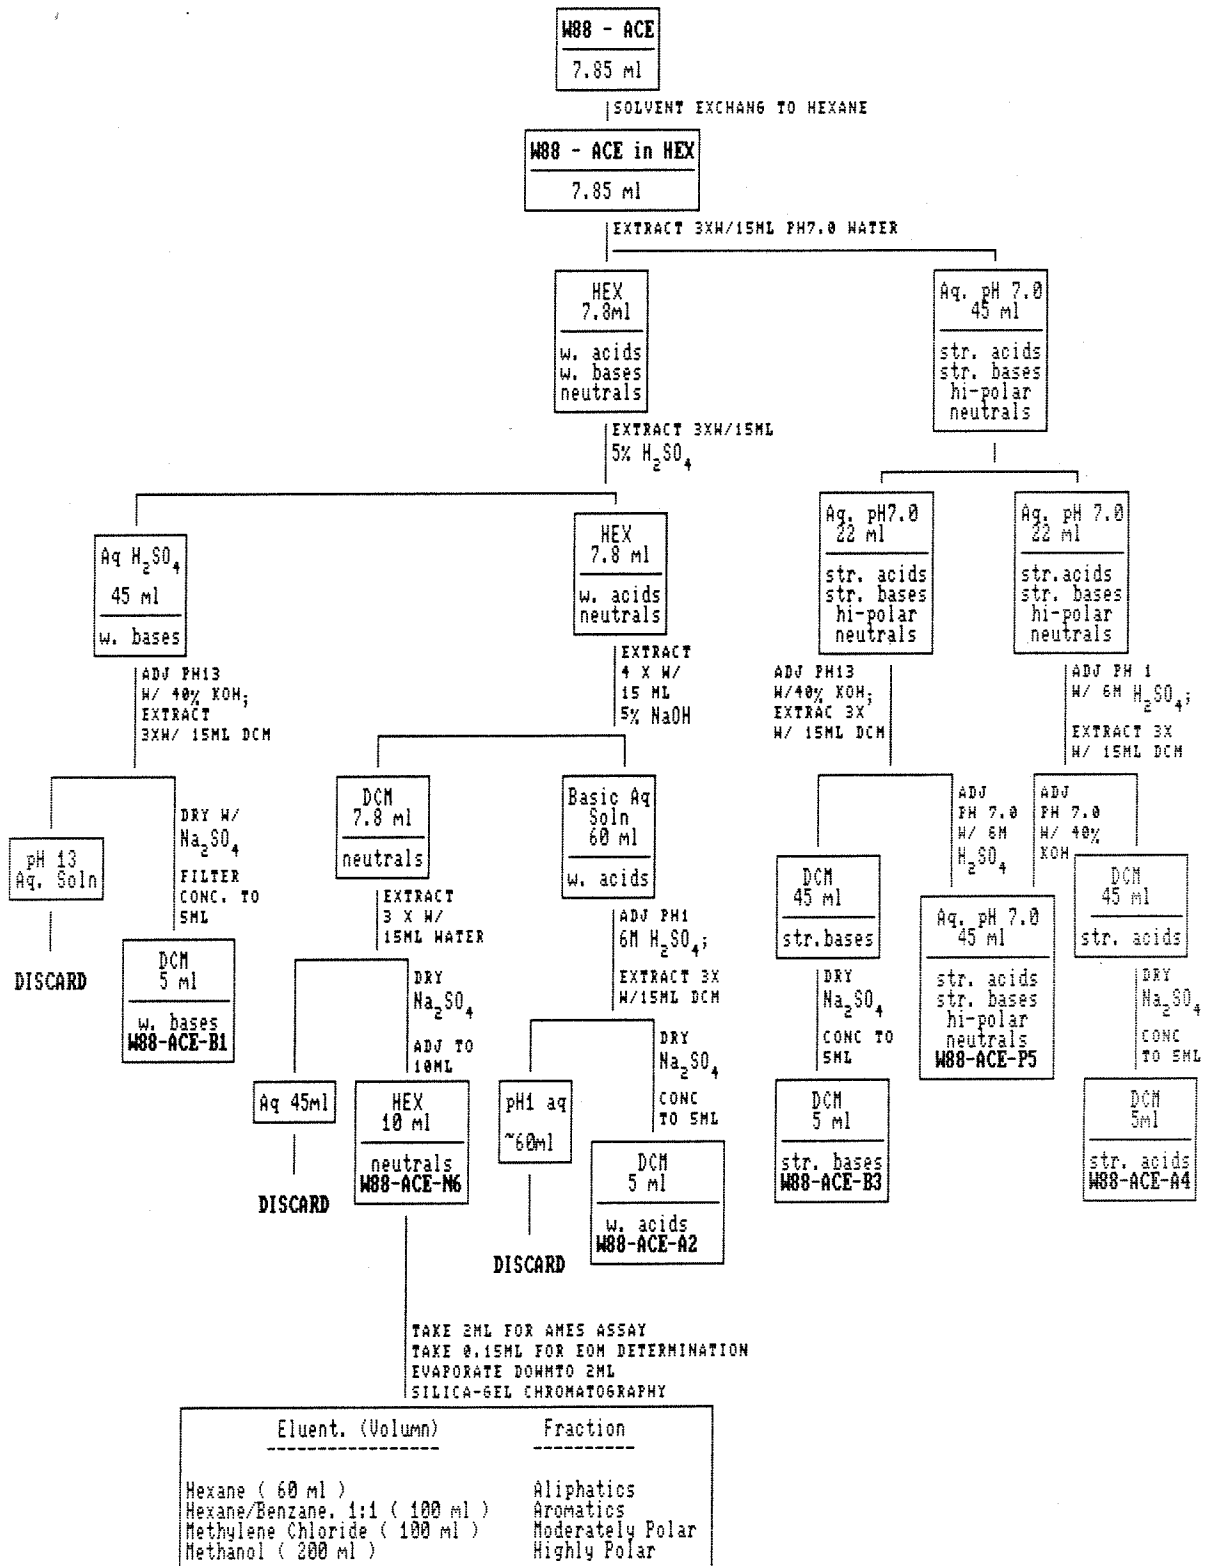 W88 - ACE
7.85 ml
SOLVENT EXCHANG TO HEXANE
W88 - ACE in HEX
7.85 ml
EXTRACT 3XW/15ML PH7.0 WATER
HEX
7.8ml
w. acids
w. bases
neutrals
Aq. pH 7.0
45 ml
str. acids
str. bases
hi-polar
neutrals
EXTRACT 3XW/15ML
5% H₂SO₄
Aq H₂SO₄
45 ml
w. bases
HEX
7.8 ml
w. acids
neutrals
Aq. pH7.0
22 ml
str. acids
str. bases
hi-polar
neutrals
Aq. pH 7.0
22 ml
str.acids
str. bases
hi-polar
neutrals
ADJ PH13
W/ 40% KOH;
EXTRACT
3XW/ 15ML DCM
EXTRACT
4 X W/
15 ML
5% NaOH
ADJ PH13
W/40% KOH;
EXTRAC 3X
W/ 15ML DCM
ADJ PH 1
W/ 6M H₂SO₄;
EXTRACT 3X
W/ 15ML DCM
pH 13
Aq. Soln
DISCARD
DRY W/
Na₂SO₄
FILTER
CONC. TO
5ML
DCM
5 ml
w. bases
W88-ACE-B1
DCM
7.8 ml
neutrals
Basic Aq
Soln
60 ml
w. acids
EXTRACT
3 X W/
15ML WATER
ADJ PH1
6M H₂SO₄;
EXTRACT 3X
W/15ML DCM
DRY
Na₂SO₄
ADJ TO
10ML
Aq 45ml
DISCARD
HEX
10 ml
neutrals
W88-ACE-N6
pH1 aq
~60ml
DISCARD
DRY
Na₂SO₄
CONC
TO 5ML
DCM
5 ml
w. acids
W88-ACE-A2
DCM
45 ml
str.bases
ADJ
PH 7.0
W/ 6M
H₂SO₄
ADJ
PH 7.0
W/ 40%
KOH
DCM
45 ml
str. acids
DRY
Na₂SO₄
CONC TO
5ML
Aq. pH 7.0
45 ml
str. acids
str. bases
hi-polar
neutrals
W88-ACE-P5
DRY
Na₂SO₄
CONC
TO 5ML
DCM
5 ml
str. bases
W88-ACE-B3
DCM
5ml
str. acids
W88-ACE-A4
TAKE 2ML FOR AMES ASSAY
TAKE 0.15ML FOR EOM DETERMINATION
EVAPORATE DOWMTO 2ML
SILICA-GEL CHROMATOGRAPHY
Eluent. (Volumn) Fraction
----------------- ----------
Hexane ( 60 ml ) Aliphatics
Hexane/Benzane. 1:1 ( 100 ml ) Aromatics
Methylene Chloride ( 100 ml ) Moderately Polar
Methanol ( 200 ml ) Highly Polar